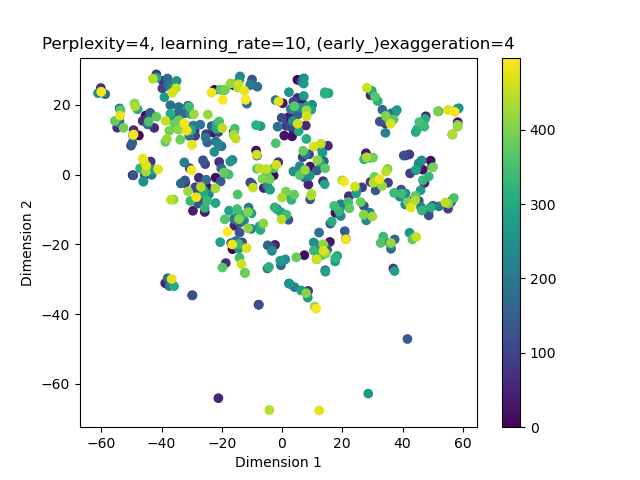 Perplexity=4, learning_rate=10, (early_)exaggeration=4
Dimension 2
20
0
−20
−40
−60
−60 −40 −20 0 20 40 60
Dimension 1
400
300
200
100
0